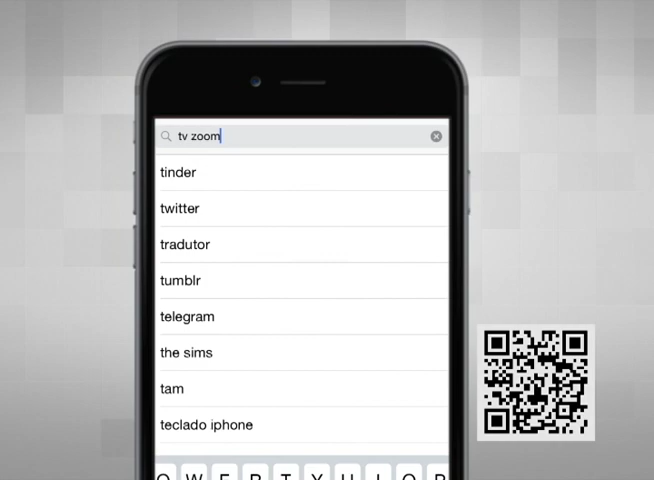 tv zoom
tinder
twitter
tradutor
tumblr
telegram
the sims
tam
teclado iphone
Q W E R T Y U I O P